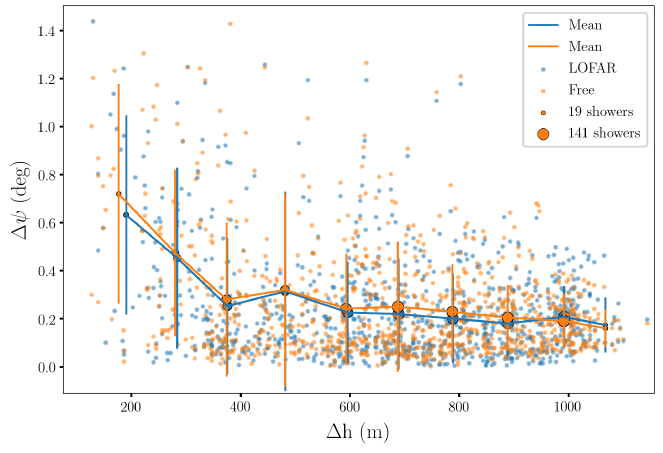 1.4
1.2
1.0
0.8
0.6
0.4
0.2
0.0
Δψ (deg)
200
400
600
800
1000
Δh (m)
Mean
Mean
LOFAR
Free
19 showers
141 showers